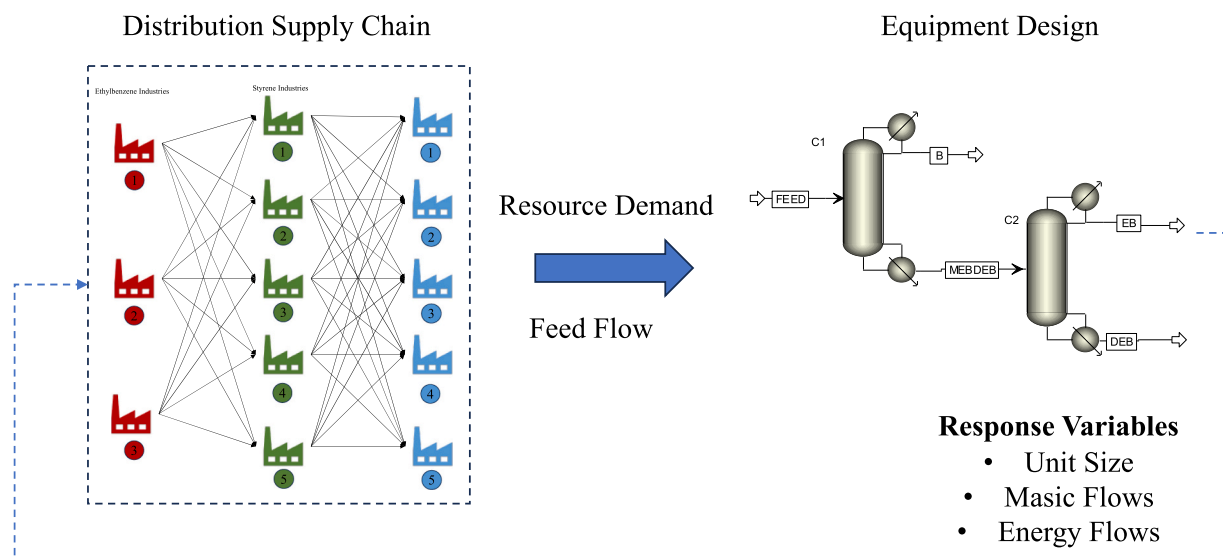 Distribution Supply Chain
Equipment Design
Ethylbenzene Industries
Styrene Industries
1
1
1
2
2
2
3
3
3
4
4
5
5
Resource Demand
Feed Flow
C1
B
FEED
C2
EB
MEBDEB
DEB
Response Variables
• Unit Size
• Masic Flows
• Energy Flows